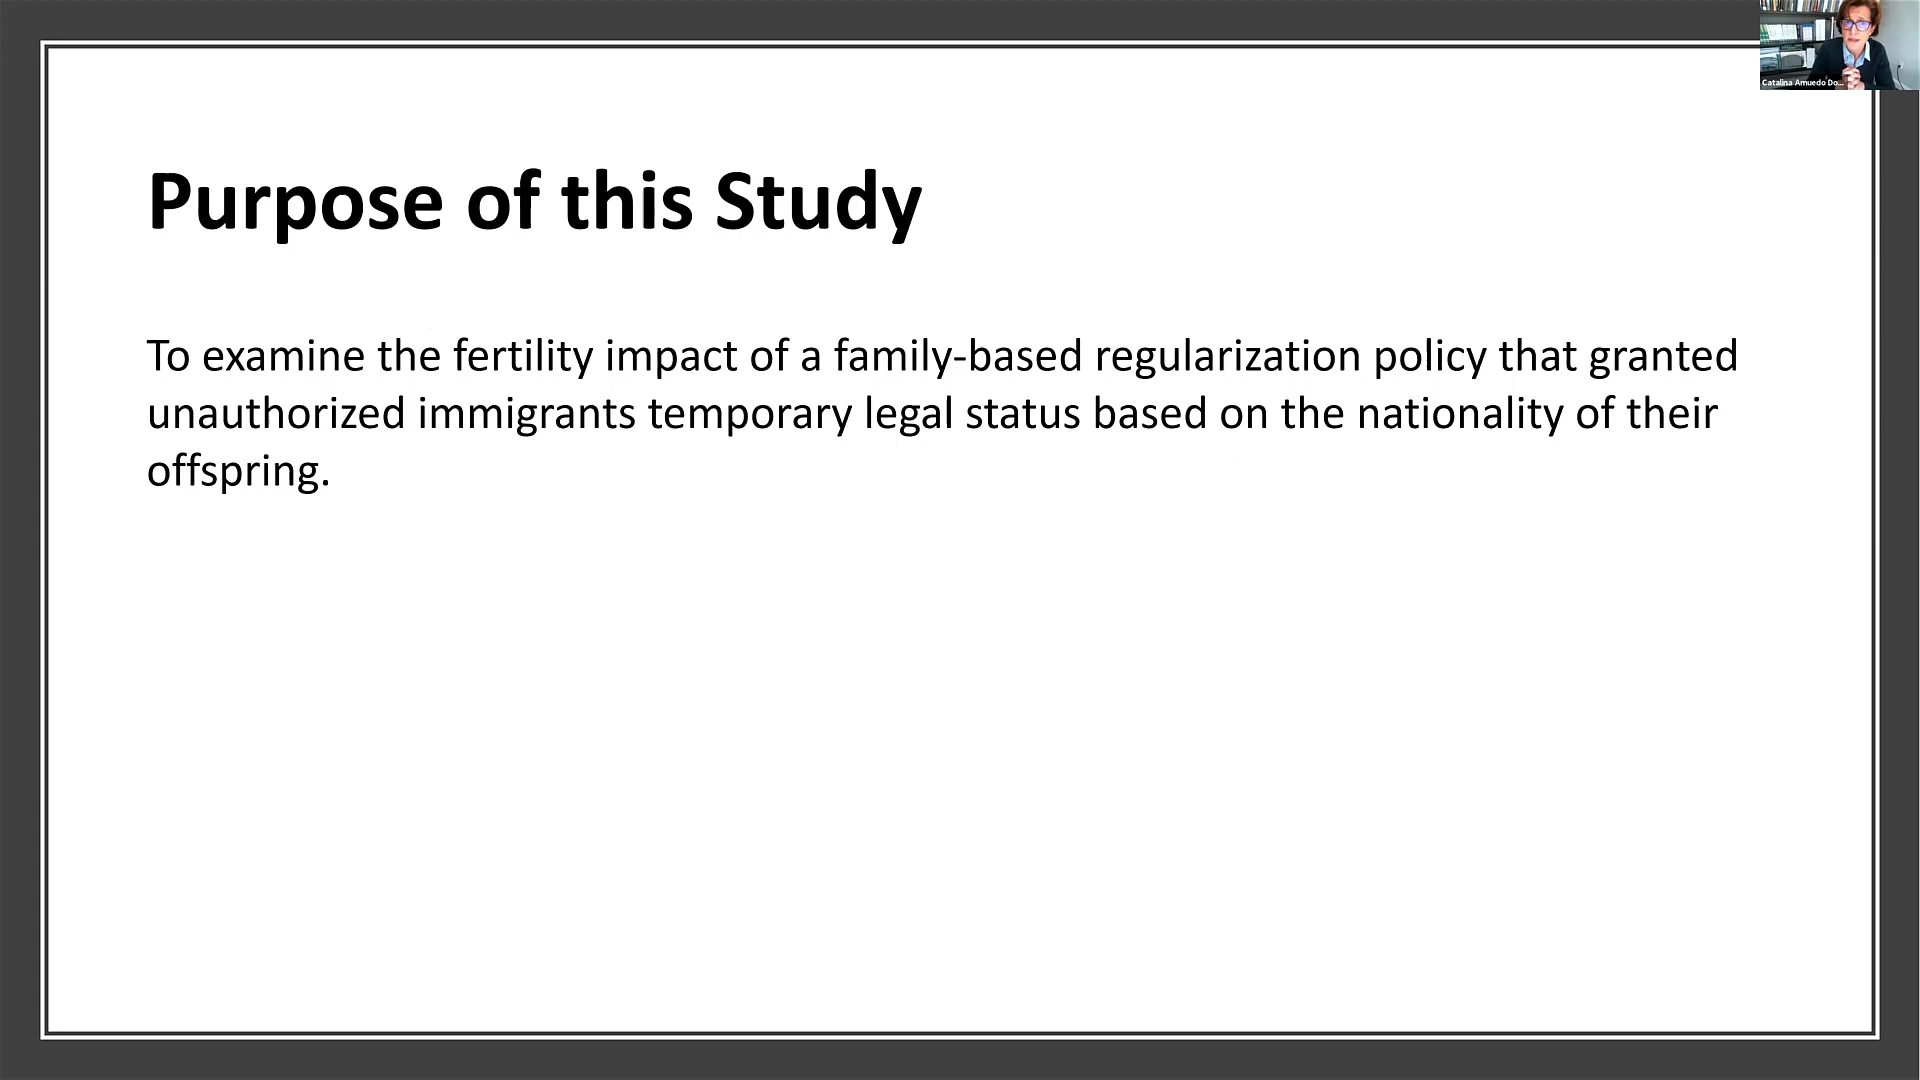 Catalina Amuedo Do...
Purpose of this Study
To examine the fertility impact of a family-based regularization policy that granted
unauthorized immigrants temporary legal status based on the nationality of their
offspring.